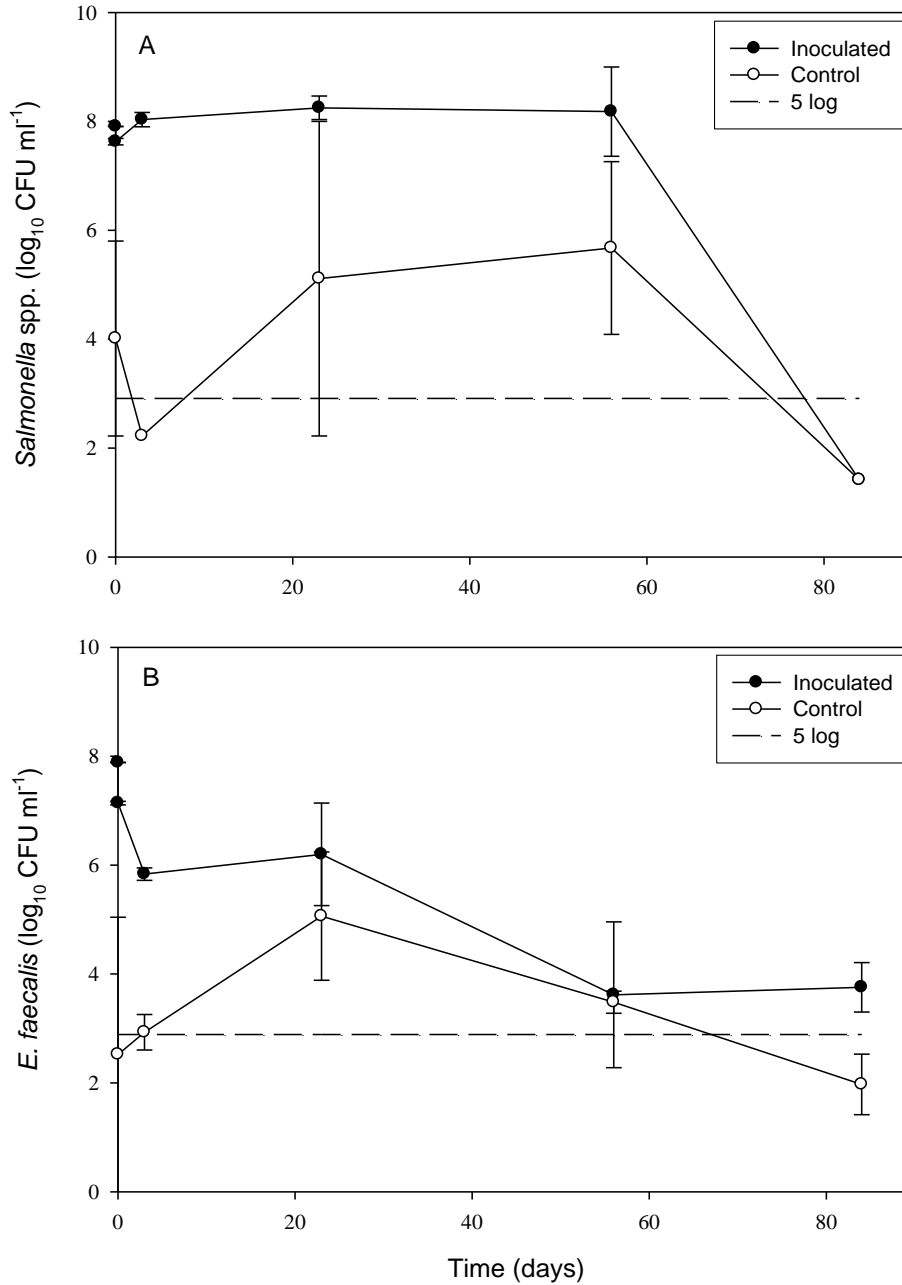 10
A
Inoculated
Control
5 log
8
6
4
2
0
Salmonella spp. (log₁₀ CFU ml⁻¹)
0 20 40 60 80
10
B
Inoculated
Control
5 log
8
6
4
2
0
E. faecalis (log₁₀ CFU ml⁻¹)
0 20 40 60 80
Time (days)